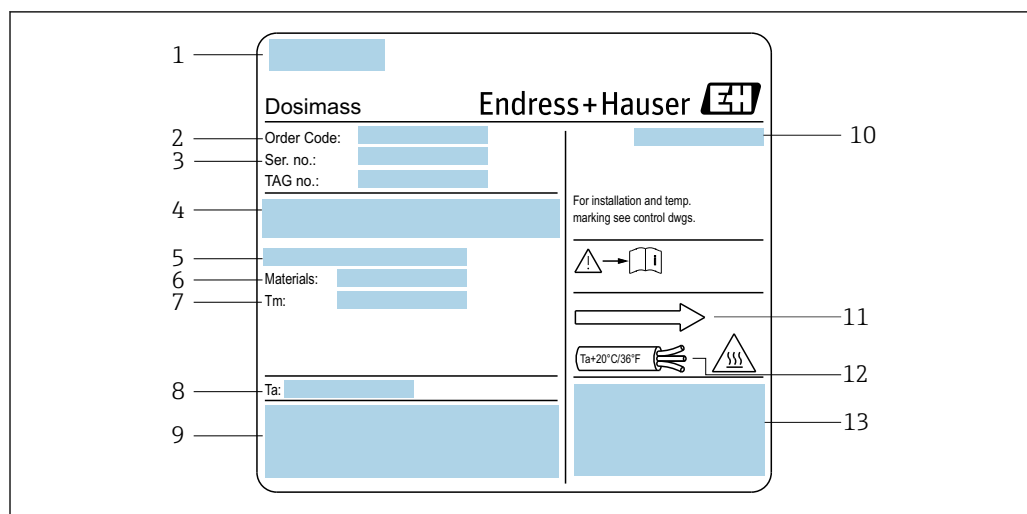 1
Dosimass
Endress+Hauser EH
2
Order Code:
10
3
Ser. no.:
TAG no.:
4
For installation and temp.
marking see control dwgs.
5
6
Materials:
i
7
Tm:
11
Ta+20°C/36°F
12
8
Ta:
9
13